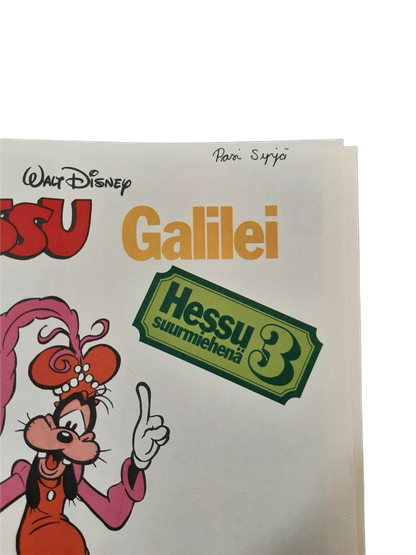 Pasi Syrjä
WALT DISNEY
SSU Galilei
Hessu
suurmiehenä
3